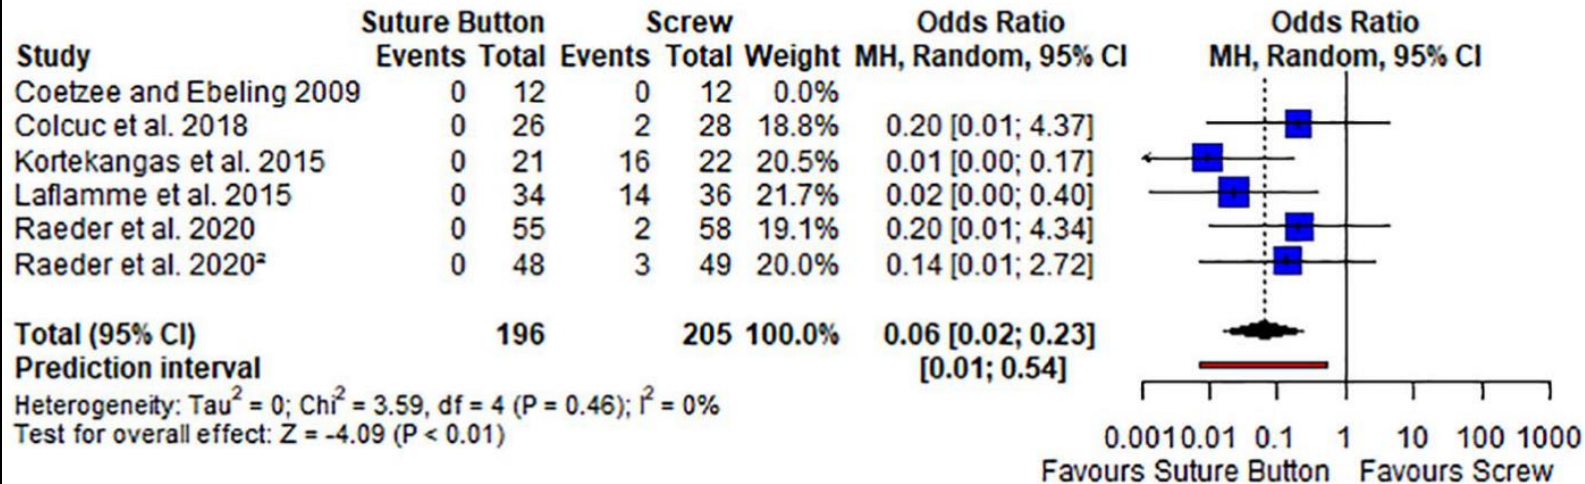 Suture Button Screw Odds Ratio Odds Ratio
Study Events Total Events Total Weight MH, Random, 95% CI MH, Random, 95% CI
Coetzee and Ebeling 2009 0 12 0 12 0.0%
Colcuc et al. 2018 0 26 2 28 18.8% 0.20 [0.01; 4.37]
Kortekangas et al. 2015 0 21 16 22 20.5% 0.01 [0.00; 0.17]
Laflamme et al. 2015 0 34 14 36 21.7% 0.02 [0.00; 0.40]
Raeder et al. 2020 0 55 2 58 19.1% 0.20 [0.01; 4.34]
Raeder et al. 2020² 0 48 3 49 20.0% 0.14 [0.01; 2.72]
Total (95% CI) 196 205 100.0% 0.06 [0.02; 0.23]
Prediction interval [0.01; 0.54]
Heterogeneity: Tau² = 0; Chi² = 3.59, df = 4 (P = 0.46); I² = 0%
Test for overall effect: Z = -4.09 (P < 0.01)
0.001 0.01 0.1 1 10 100 1000
Favours Suture Button Favours Screw